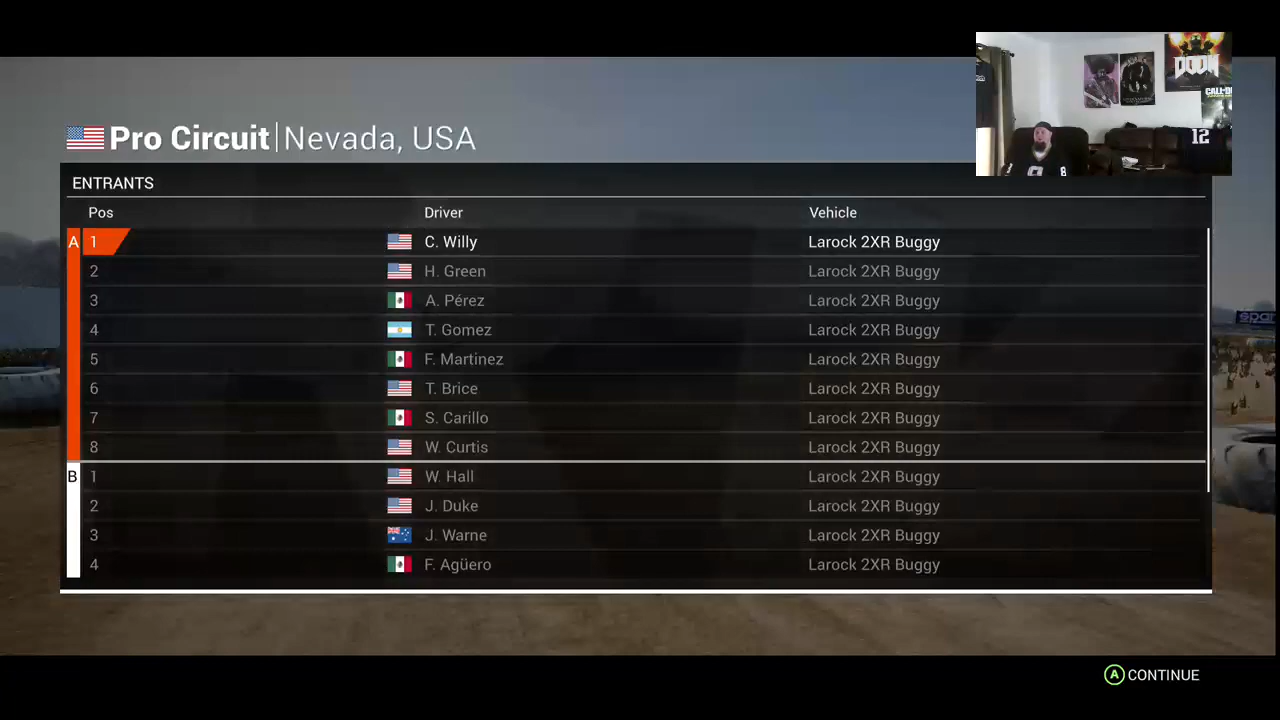 Pro Circuit | Nevada, USA
ENTRANTS
Pos Driver Vehicle
A 1 C. Willy Larock 2XR Buggy
2 H. Green Larock 2XR Buggy
3 A. Pérez Larock 2XR Buggy
4 T. Gomez Larock 2XR Buggy
5 F. Martinez Larock 2XR Buggy
6 T. Brice Larock 2XR Buggy
7 S. Carillo Larock 2XR Buggy
8 W. Curtis Larock 2XR Buggy
B 1 W. Hall Larock 2XR Buggy
2 J. Duke Larock 2XR Buggy
3 J. Warne Larock 2XR Buggy
4 F. Agüero Larock 2XR Buggy
A CONTINUE
DOOM
12